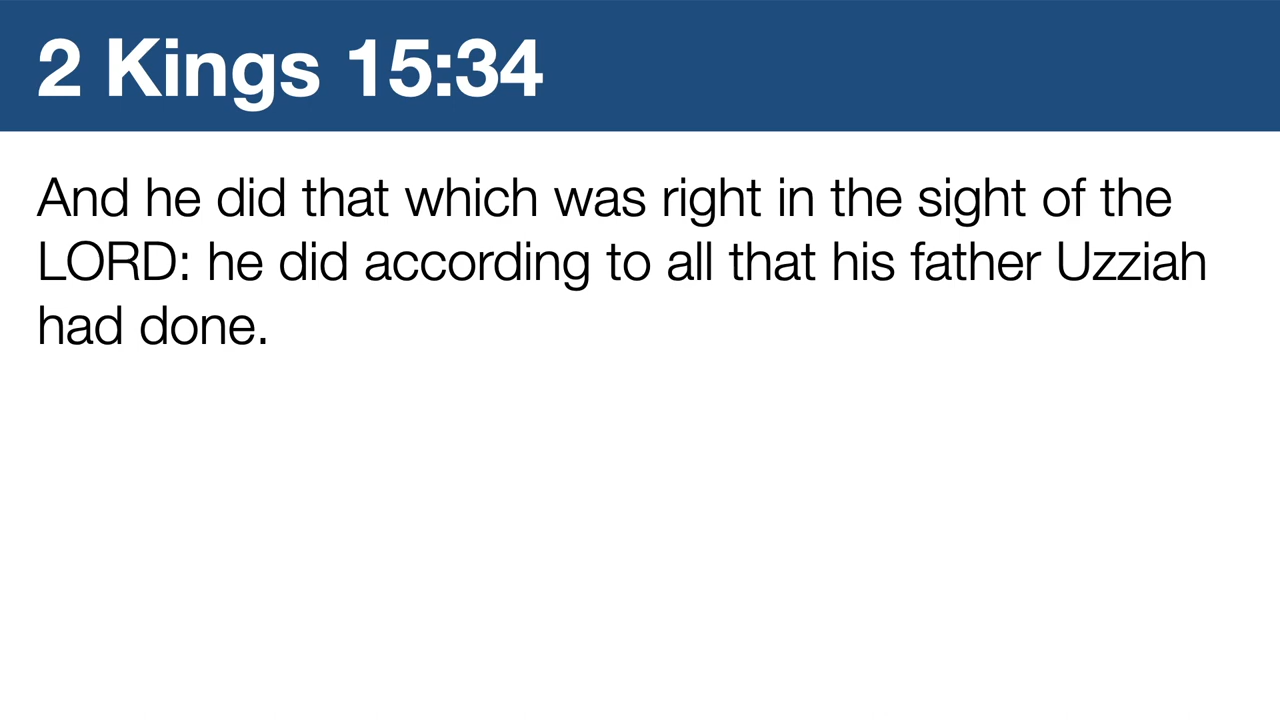 2 Kings 15:34
And he did that which was right in the sight of the
LORD: he did according to all that his father Uzziah
had done.